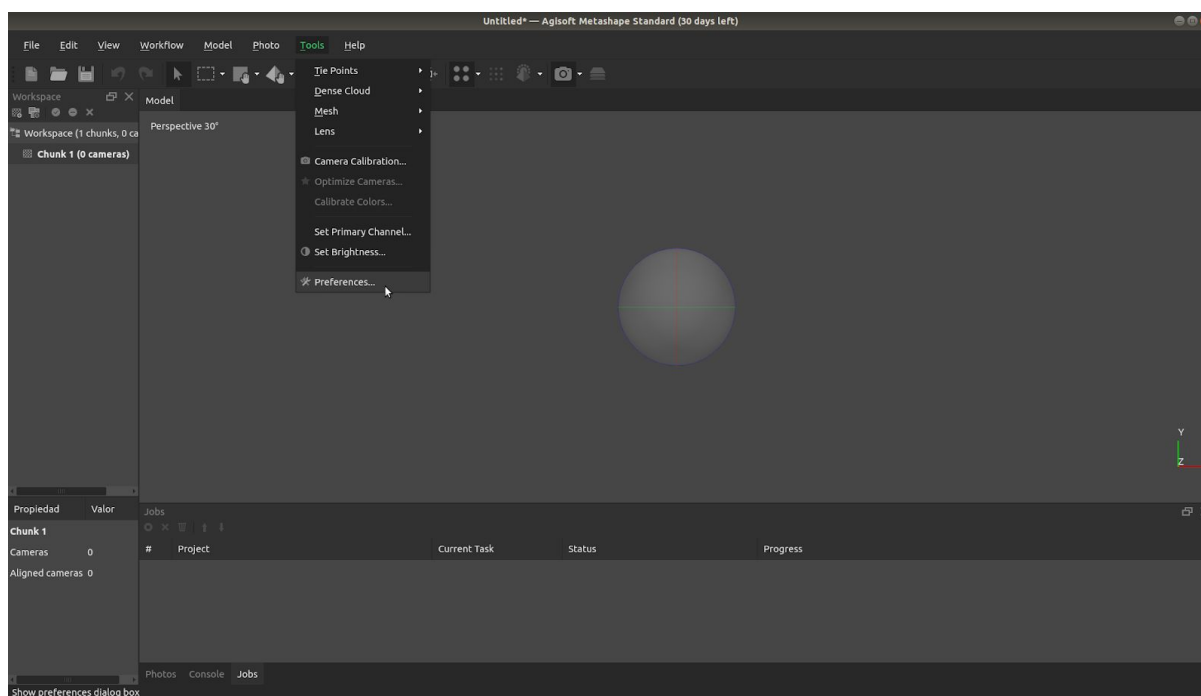 Untitled* — Agisoft Metashape Standard (30 days left)
File Edit View Workflow Model Photo Tools Help
Workspace
Workspace (1 chunks, 0 ca
Chunk 1 (0 cameras)
Model
Perspective 30°
Tie Points
Dense Cloud
Mesh
Lens
Camera Calibration...
Optimize Cameras...
Calibrate Colors...
Set Primary Channel...
Set Brightness...
Preferences...
Y
Z
Propiedad Valor
Chunk 1
Cameras 0
Aligned cameras 0
Jobs
# Project Current Task Status Progress
Photos Console Jobs
Show preferences dialog box